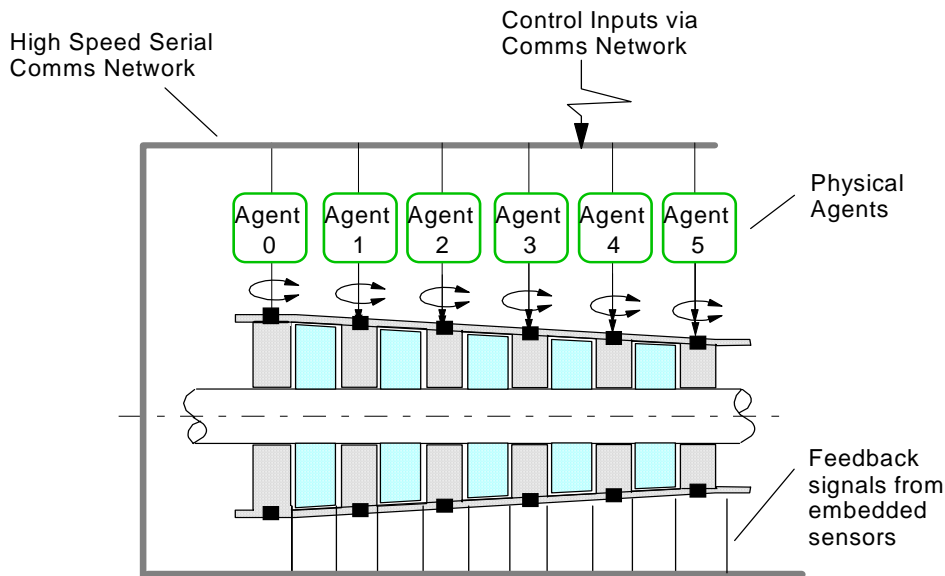 Control Inputs via
Comms Network
High Speed Serial
Comms Network
Agent
0
Agent
1
Agent
2
Agent
3
Agent
4
Agent
5
Physical
Agents
Feedback
signals from
embedded
sensors